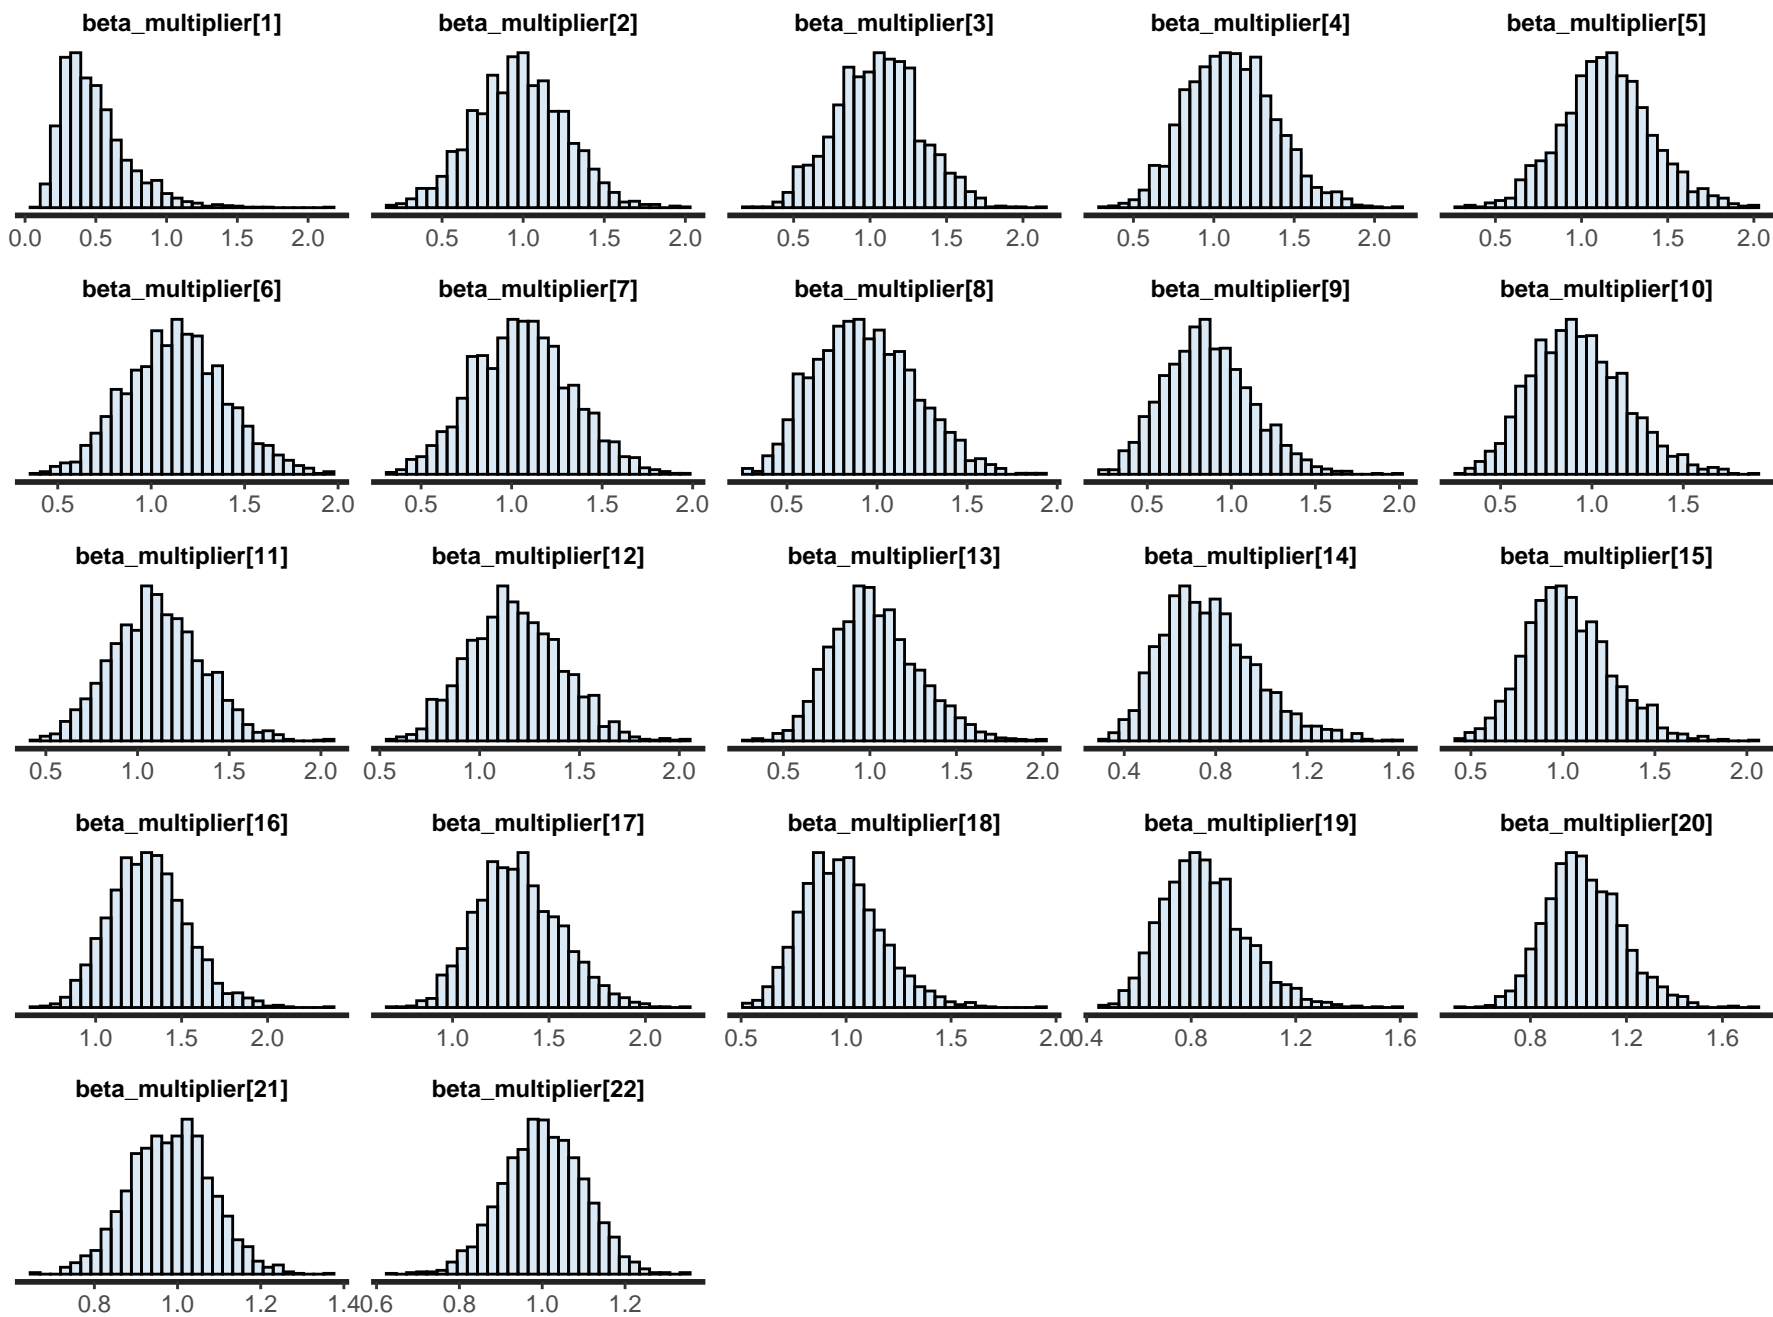 beta_multiplier[1] beta_multiplier[2] beta_multiplier[3] beta_multiplier[4] beta_multiplier[5]
0.0 0.5 1.0 1.5 2.0 0.5 1.0 1.5 2.0 0.5 1.0 1.5 2.0 0.5 1.0 1.5 2.0 0.5 1.0 1.5 2.0
beta_multiplier[6] beta_multiplier[7] beta_multiplier[8] beta_multiplier[9] beta_multiplier[10]
0.5 1.0 1.5 2.0 0.5 1.0 1.5 2.0 0.5 1.0 1.5 2.0 0.5 1.0 1.5 2.0 0.5 1.0 1.5
beta_multiplier[11] beta_multiplier[12] beta_multiplier[13] beta_multiplier[14] beta_multiplier[15]
0.5 1.0 1.5 2.0 0.5 1.0 1.5 2.0 0.5 1.0 1.5 2.0 0.4 0.8 1.2 1.6 0.5 1.0 1.5 2.0
beta_multiplier[16] beta_multiplier[17] beta_multiplier[18] beta_multiplier[19] beta_multiplier[20]
1.0 1.5 2.0 1.0 1.5 2.0 0.5 1.0 1.5 2.0 0.4 0.8 1.2 1.6 0.8 1.2 1.6
beta_multiplier[21] beta_multiplier[22]
0.8 1.0 1.2 1.4 0.6 0.8 1.0 1.2